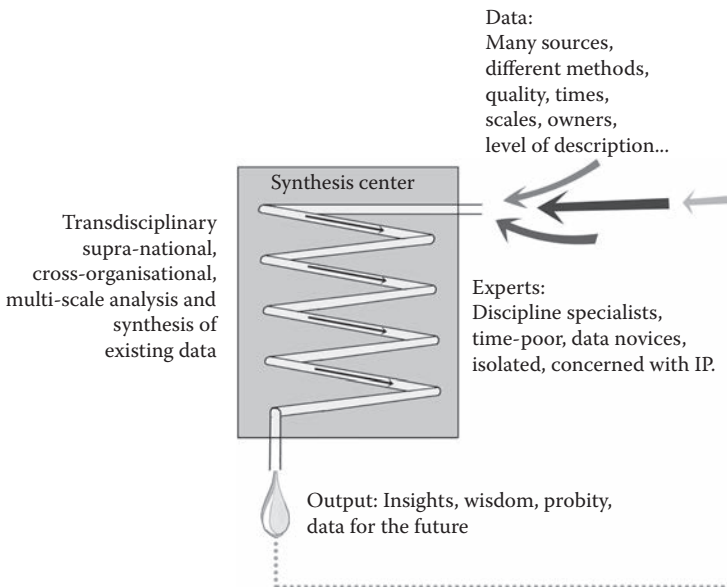 Data:
Many sources,
different methods,
quality, times,
scales, owners,
level of description...
Synthesis center
Transdisciplinary
supra-national,
cross-organisational,
multi-scale analysis and
synthesis of
existing data
Experts:
Discipline specialists,
time-poor, data novices,
isolated, concerned with IP.
Output: Insights, wisdom, probity,
data for the future